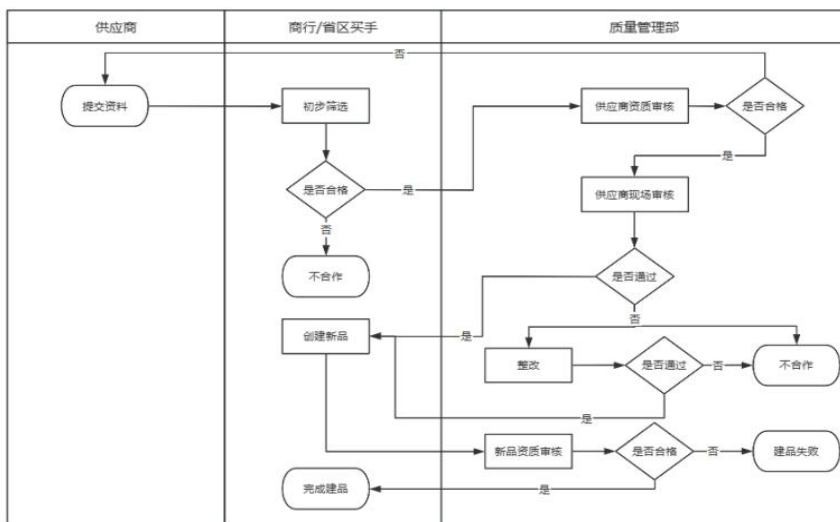 供应商
商行/省区买手
质量管理部
否
提交资料
初步筛选
供应商资质审核
是否合格
是
是否合格
是
供应商现场审核
否
不合作
是否通过
否
创建新品
是
整改
是否通过
否
不合作
是
新品资质审核
是否合格
否
建品失败
完成建品
是